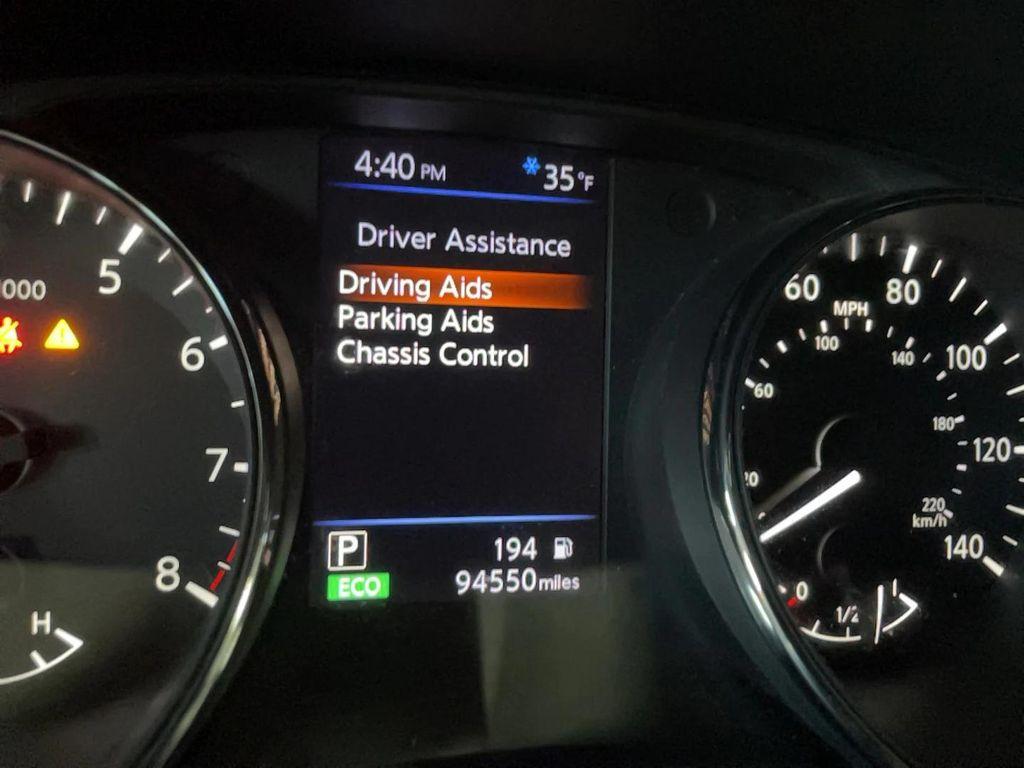 4:40 PM
35°F
Driver Assistance
Driving Aids
Parking Aids
Chassis Control
P
194
ECO
94550 miles
5
6
7
8
H
60
80
100
120
140
MPH
60
100
140
180
220
km/h
0
1/2
1